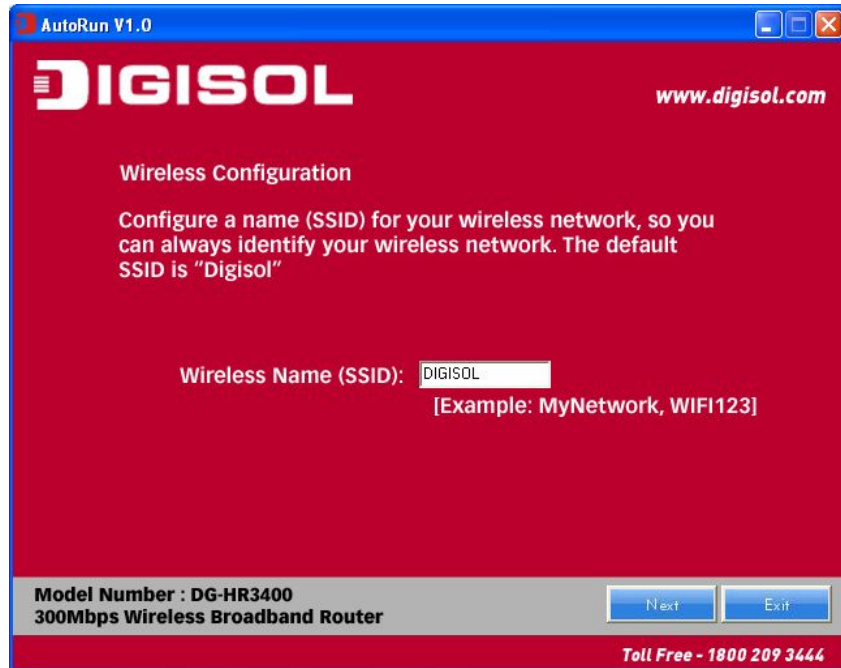 AutoRun V1.0
DIGISOL
www.digisol.com
Wireless Configuration
Configure a name (SSID) for your wireless network, so you
can always identify your wireless network. The default
SSID is "Digisol"
Wireless Name (SSID): DIGISOL
[Example: MyNetwork, WIFI123]
Model Number : DG-HR3400
300Mbps Wireless Broadband Router
Next Exit
Toll Free - 1800 209 3444